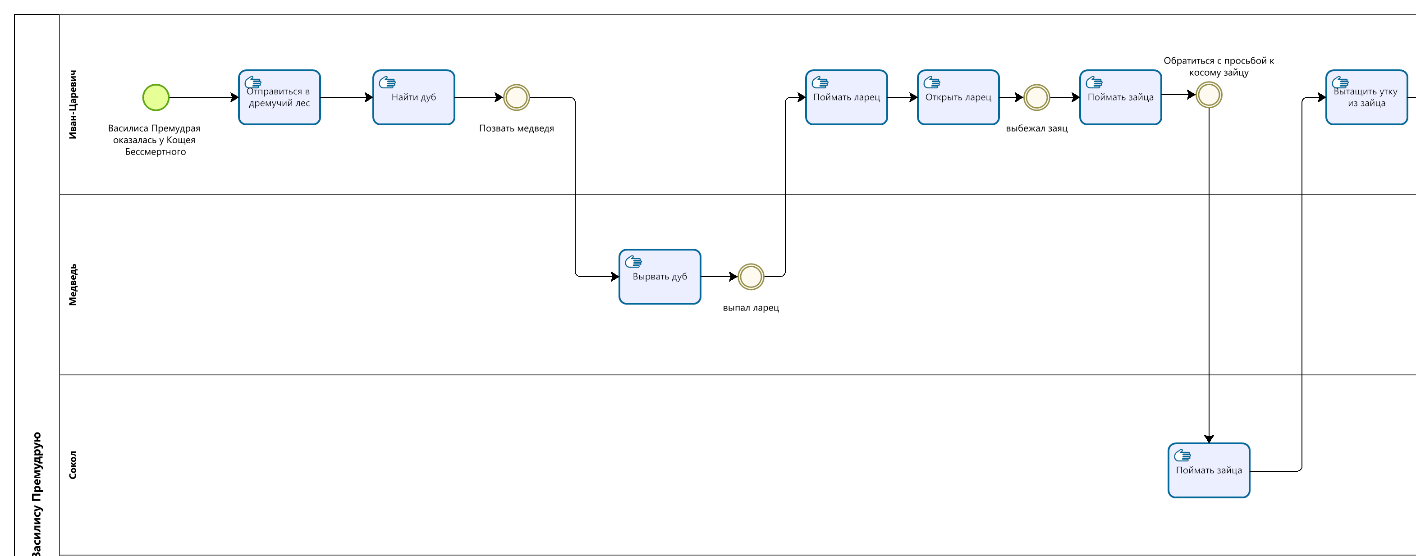 Иван-Царевич
Василиса Премудрая
оказалась у Кощея
Бессмертного
Отправиться в
дремучий лес
Найти дуб
Позвать медведя
Поймать ларец
Открыть ларец
выбежал заяц
Поймать зайца
Обратиться с просьбой к
косому зайцу
Вытащить утку
из зайца
Медведь
Вырвать дуб
выпал ларец
Сокол
Поймать зайца
Василису Премудрую